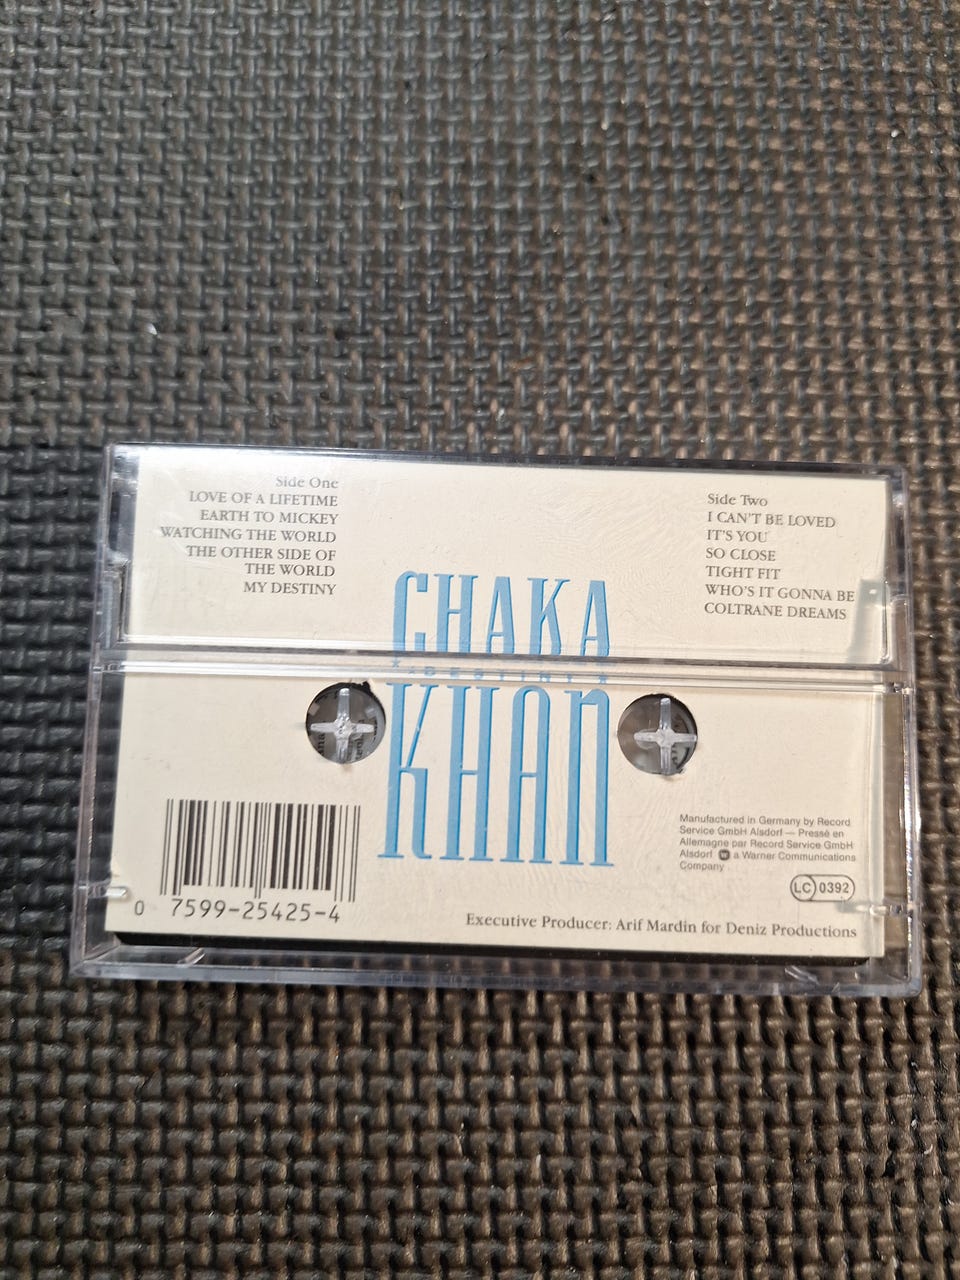 Side One
LOVE OF A LIFETIME
EARTH TO MICKEY
WATCHING THE WORLD
THE OTHER SIDE OF
THE WORLD
MY DESTINY
Side Two
I CAN'T BE LOVED
IT'S YOU
SO CLOSE
TIGHT FIT
WHO'S IT GONNA BE
COLTRANE DREAMS
CHAKA
DESTINY
KHAN
0 7599-25425-4
Manufactured in Germany by Record
Service GmbH Alsdorf — Pressé en
Allemagne par Record Service GmbH
Alsdorf W a Warner Communications
Company
LC 0392
Executive Producer: Arif Mardin for Deniz Productions